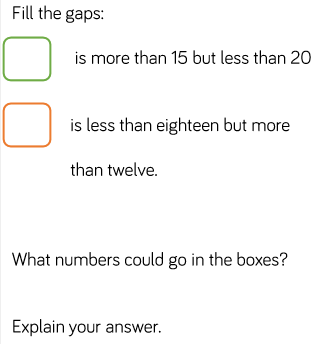 Fill the gaps:
is more than 15 but less than 20
is less than eighteen but more
than twelve.
What numbers could go in the boxes?
Explain your answer.